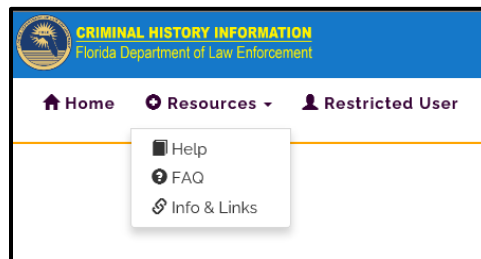 CRIMINAL HISTORY INFORMATION
Florida Department of Law Enforcement
Home Resources Restricted User
Help
FAQ
Info & Links